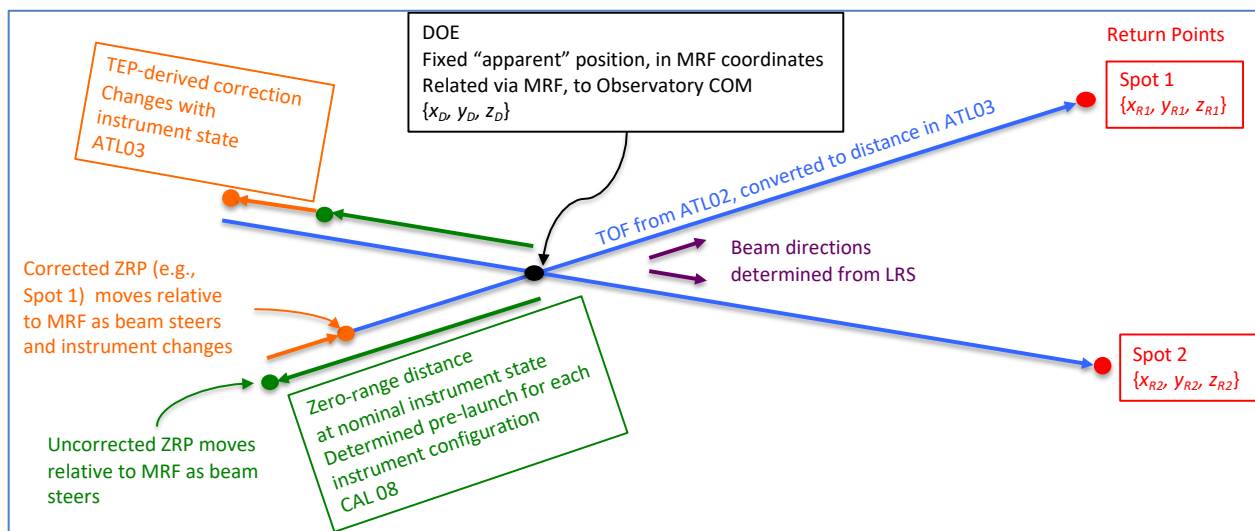 DOE
Fixed “apparent” position, in MRF coordinates
Related via MRF, to Observatory COM
{xD, yD, zD}
TEP-derived correction
Changes with
instrument state
ATL03
Return Points
Spot 1
{xR1, yR1, zR1}
TOF from ATL02, converted to distance in ATL03
Beam directions
determined from LRS
Corrected ZRP (e.g.,
Spot 1) moves relative
to MRF as beam steers
and instrument changes
Spot 2
{xR2, yR2, zR2}
Zero-range distance
at nominal instrument state
Determined pre-launch for each
instrument configuration
CAL 08
Uncorrected ZRP moves
relative to MRF as beam
steers